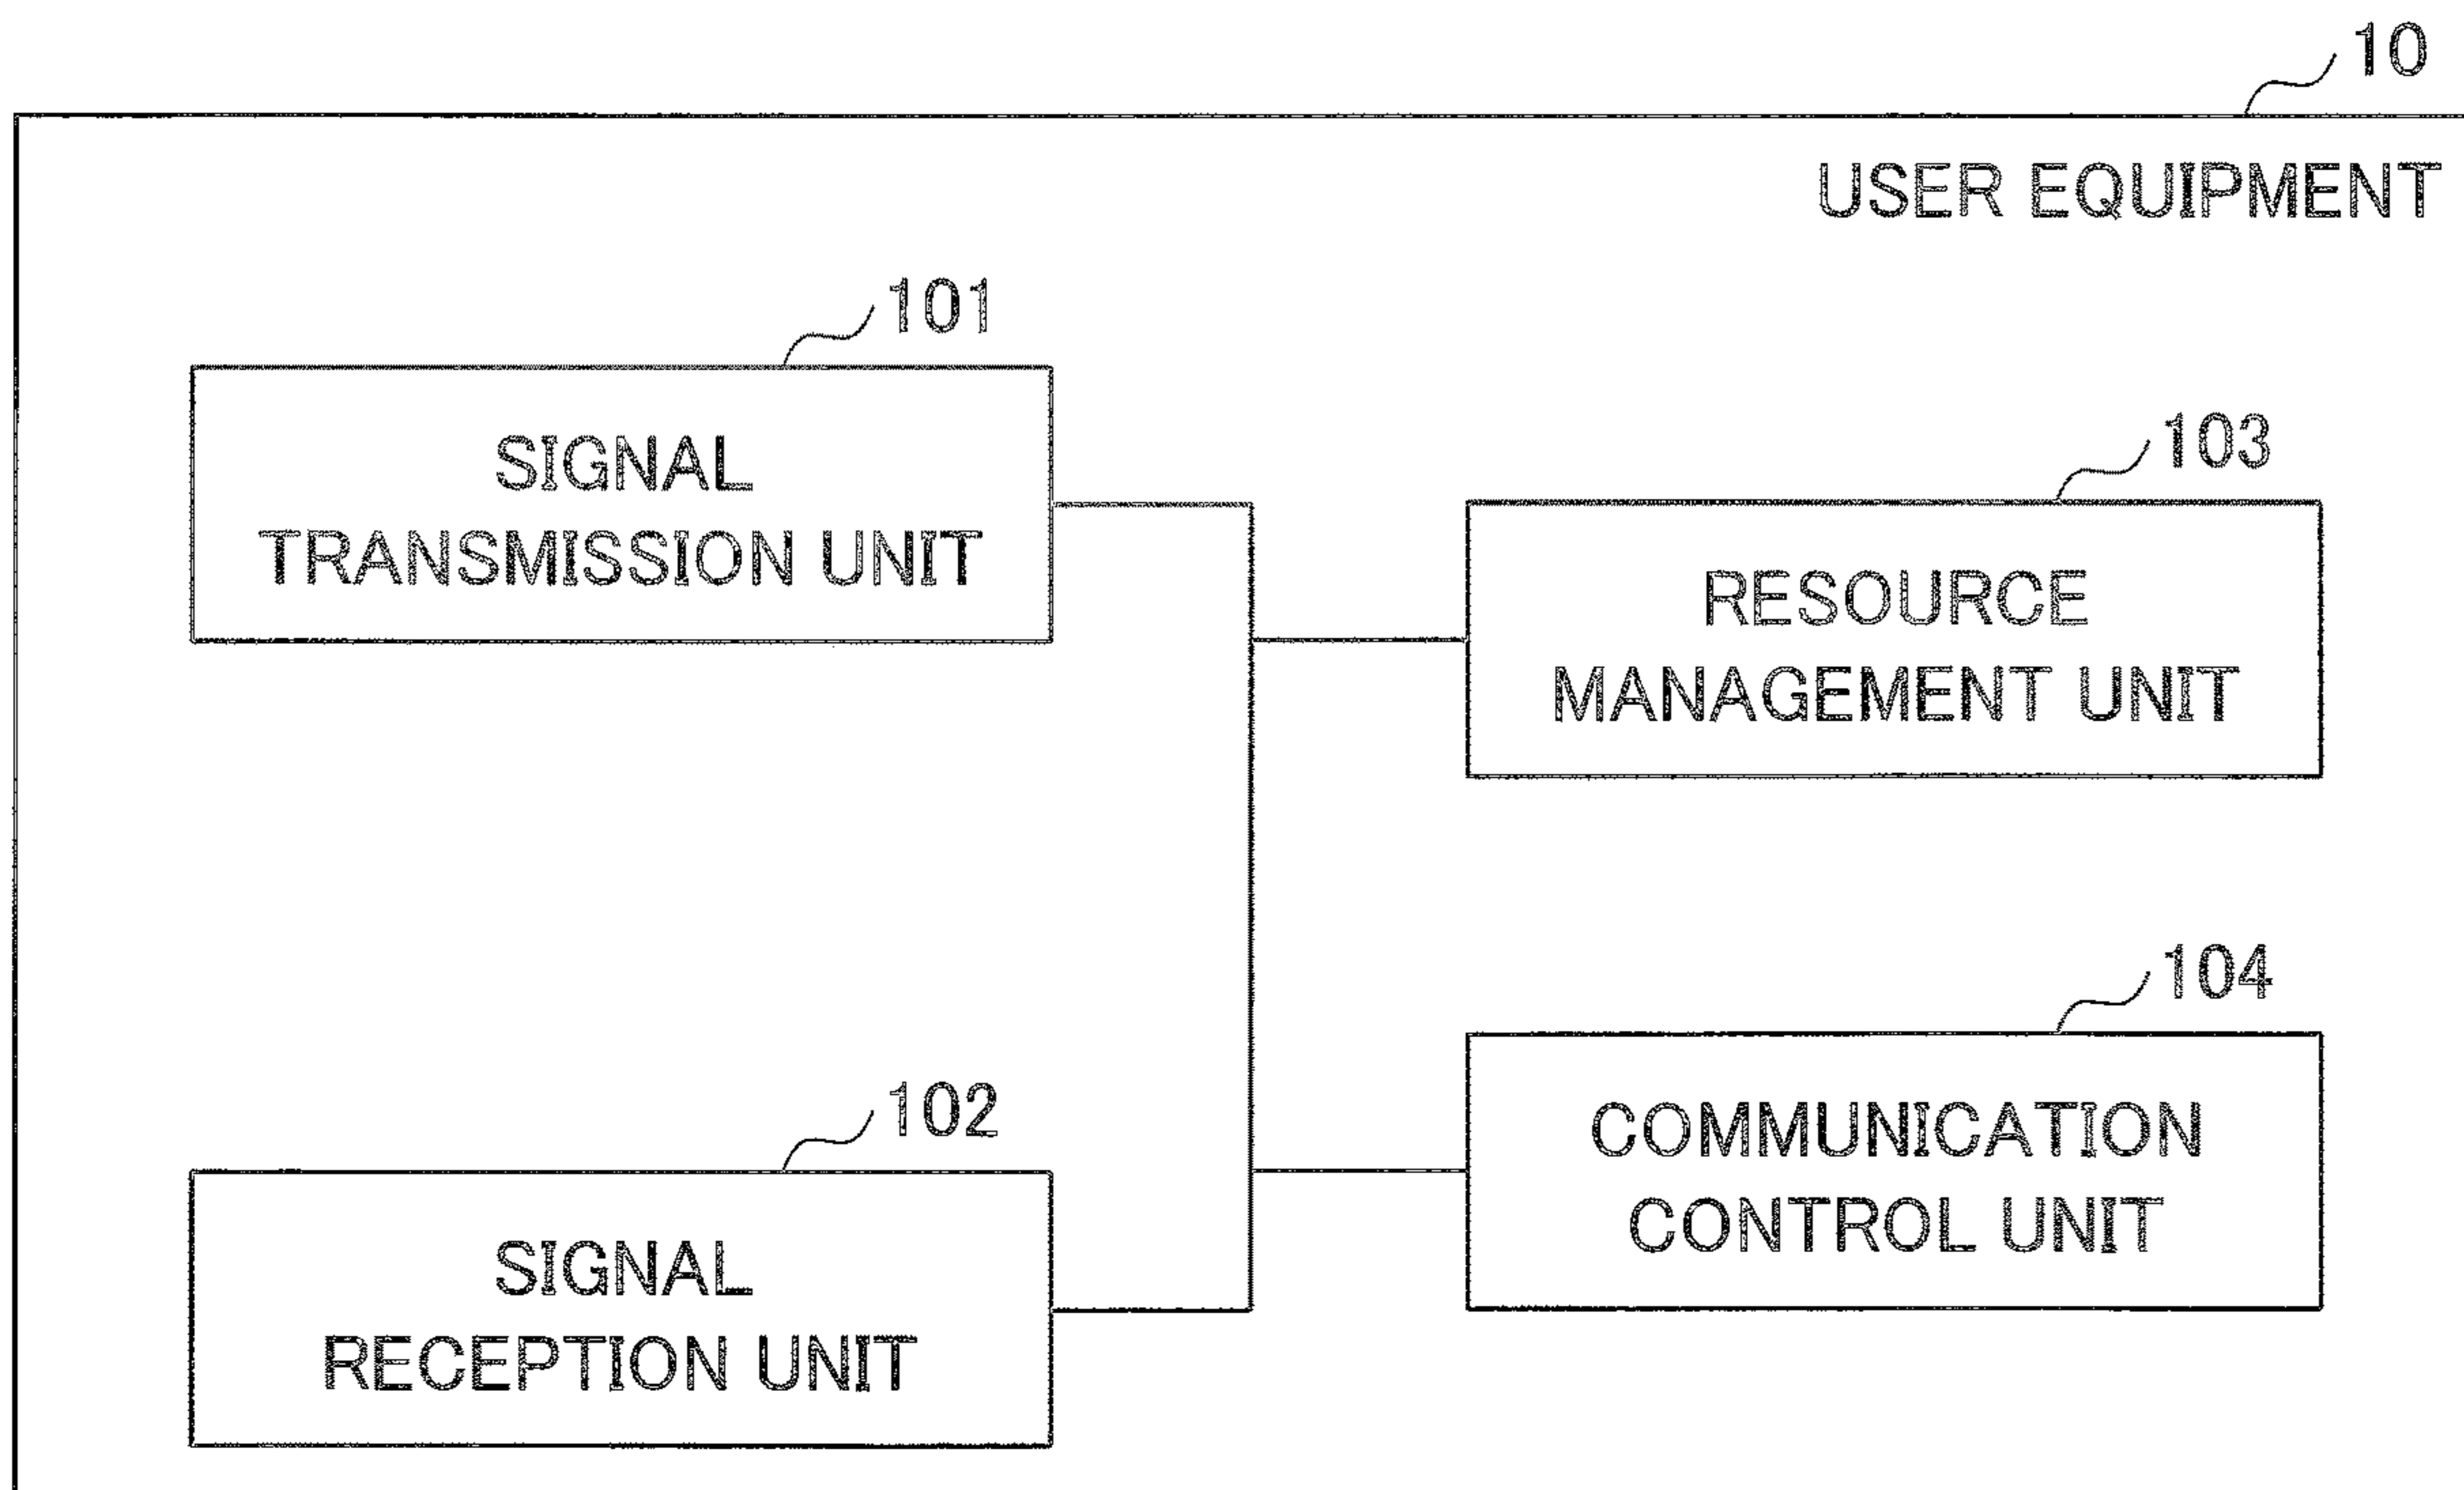 10
USER EQUIPMENT
101
SIGNAL
TRANSMISSION UNIT
103
RESOURCE
MANAGEMENT UNIT
104
COMMUNICATION
CONTROL UNIT
102
SIGNAL
RECEPTION UNIT